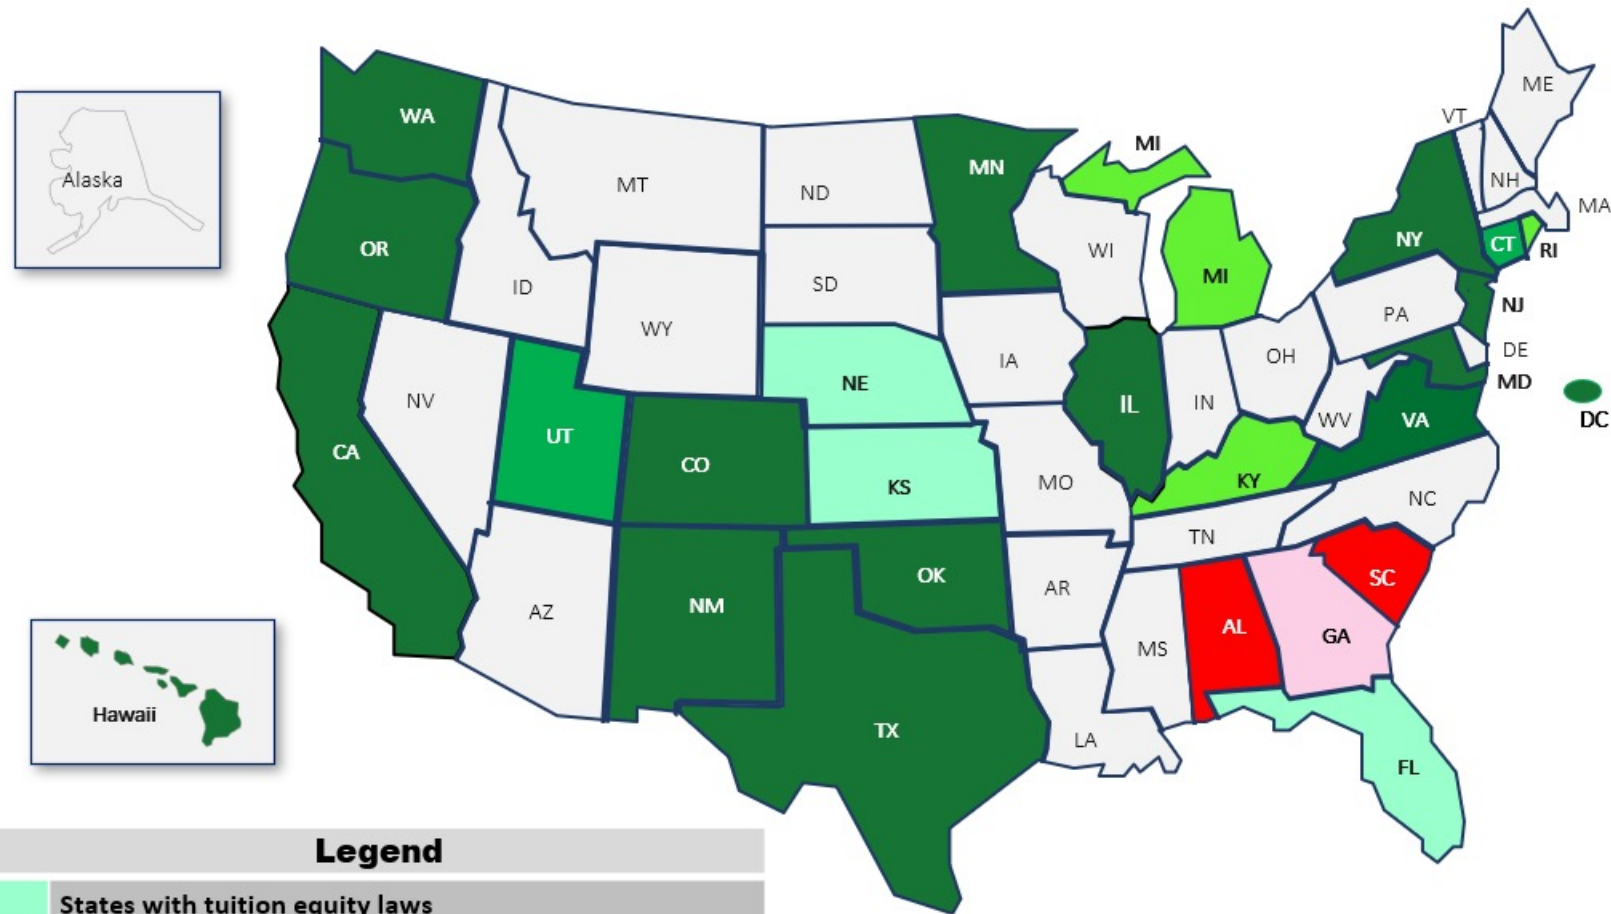 ME
VT
WA
MI
MN
NH
Alaska
MT
ND
MA
OR
NY
CT
RI
WI
MI
ID
SD
NJ
WY
PA
DE
OH
IA
MD
NE
NV
IN
IL
WV
VA
DC
UT
CA
CO
KS
MO
KY
NC
TN
OK
SC
AR
NM
AZ
AL
GA
MS
Hawaii
TX
LA
FL
Legend
States with tuition equity laws